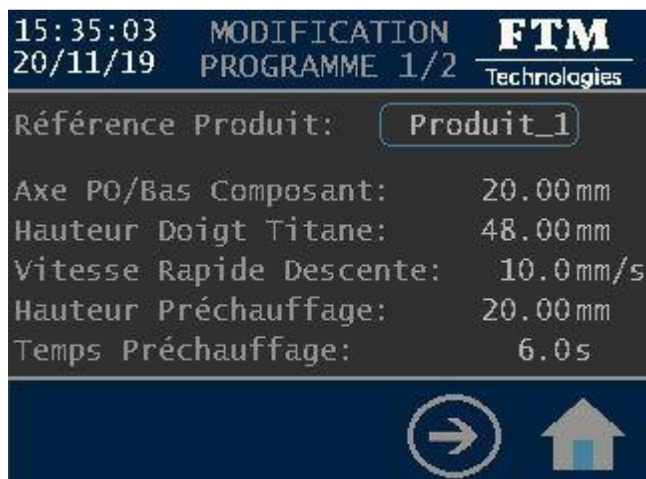 15:35:03 MODIFICATION FTM
20/11/19 PROGRAMME 1/2 Technologies
Référence Produit: Produit_1
Axe PO/Bas Composant: 20.00mm
Hauteur Doigt Titane: 48.00mm
Vitesse Rapide Descente: 10.0mm/s
Hauteur Préchauffage: 20.00mm
Temps Préchauffage: 6.0s